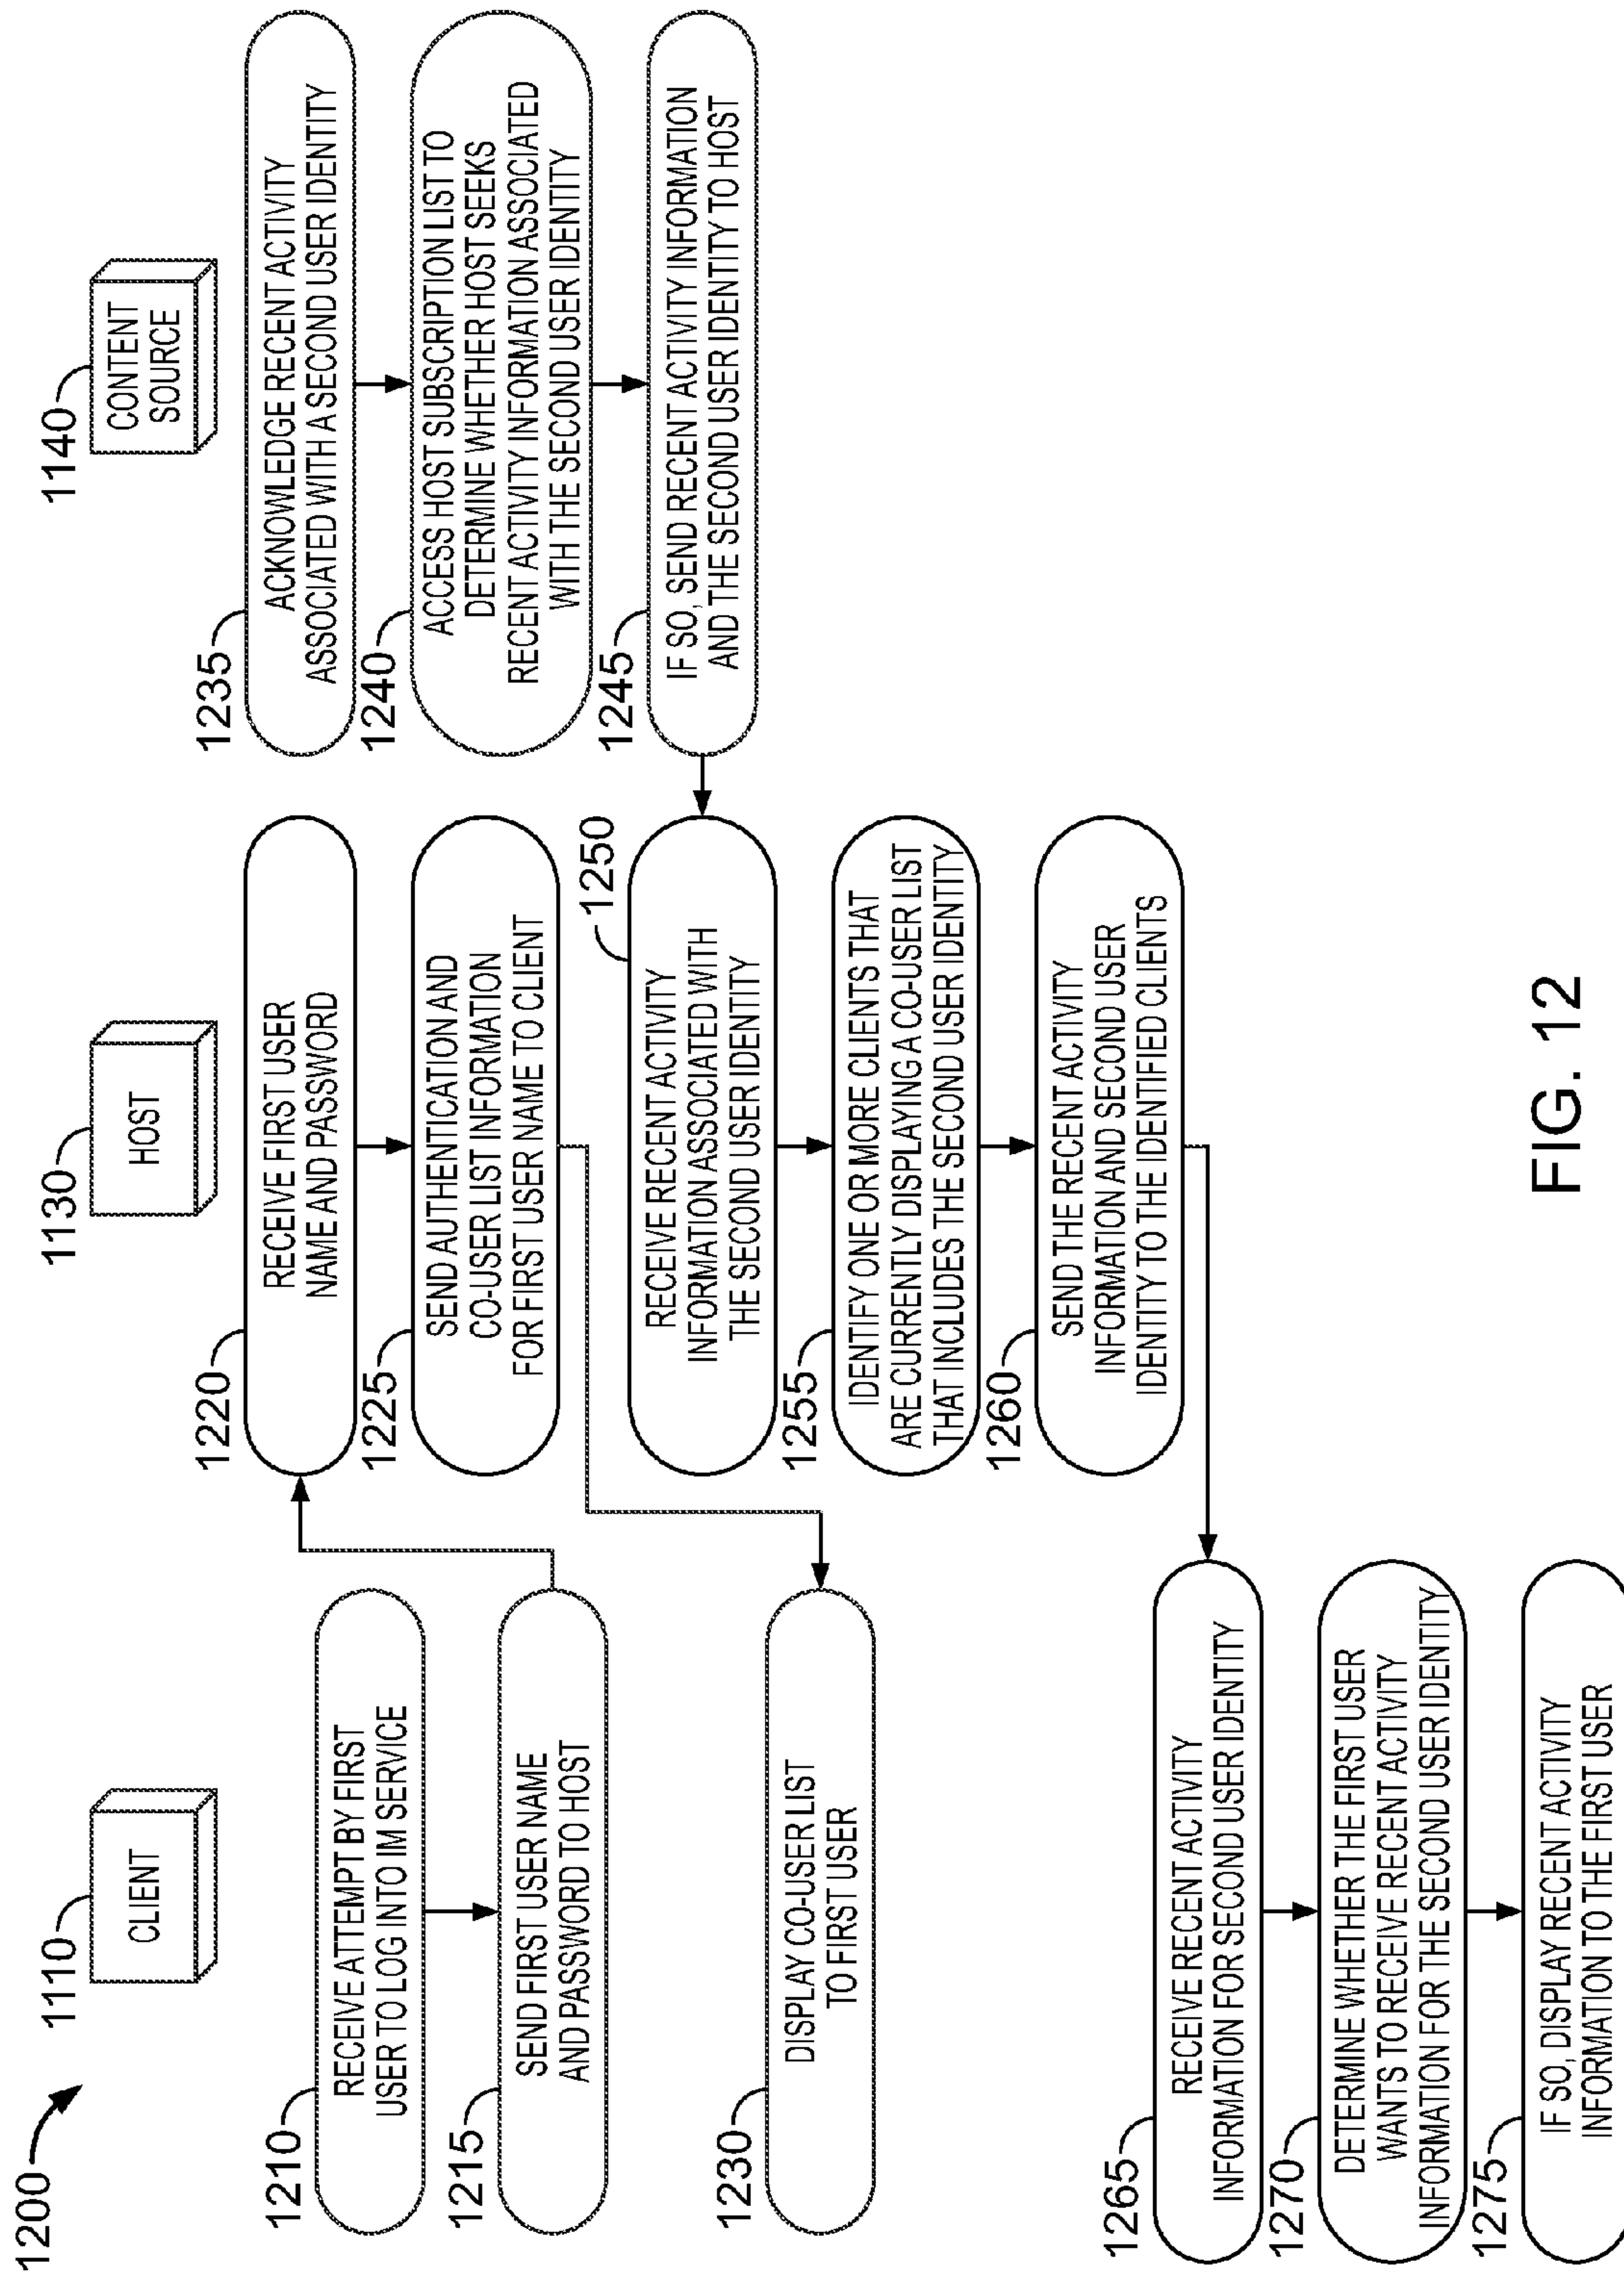 1200
1110
CLIENT
1210
RECEIVE ATTEMPT BY FIRST
USER TO LOG INTO IM SERVICE
1215
SEND FIRST USER NAME
AND PASSWORD TO HOST
1230
DISPLAY CO-USER LIST
TO FIRST USER
1265
RECEIVE RECENT ACTIVITY
INFORMATION FOR SECOND USER IDENTITY
1270
DETERMINE WHETHER THE FIRST USER
WANTS TO RECEIVE RECENT ACTIVITY
INFORMATION FOR THE SECOND USER IDENTITY
1275
IF SO, DISPLAY RECENT ACTIVITY
INFORMATION TO THE FIRST USER
1130
HOST
1220
RECEIVE FIRST USER
NAME AND PASSWORD
1225
SEND AUTHENTICATION AND
CO-USER LIST INFORMATION
FOR FIRST USER NAME TO CLIENT
1250
RECEIVE RECENT ACTIVITY
INFORMATION ASSOCIATED WITH
THE SECOND USER IDENTITY
1255
IDENTIFY ONE OR MORE CLIENTS THAT
ARE CURRENTLY DISPLAYING A CO-USER LIST
THAT INCLUDES THE SECOND USER IDENTITY
1260
SEND THE RECENT ACTIVITY
INFORMATION AND SECOND USER
IDENTITY TO THE IDENTIFIED CLIENTS
1140
CONTENT
SOURCE
1235
ACKNOWLEDGE RECENT ACTIVITY
ASSOCIATED WITH A SECOND USER IDENTITY
1240
ACCESS HOST SUBSCRIPTION LIST TO
DETERMINE WHETHER HOST SEEKS
RECENT ACTIVITY INFORMATION ASSOCIATED
WITH THE SECOND USER IDENTITY
1245
IF SO, SEND RECENT ACTIVITY INFORMATION
AND THE SECOND USER IDENTITY TO HOST
FIG. 12